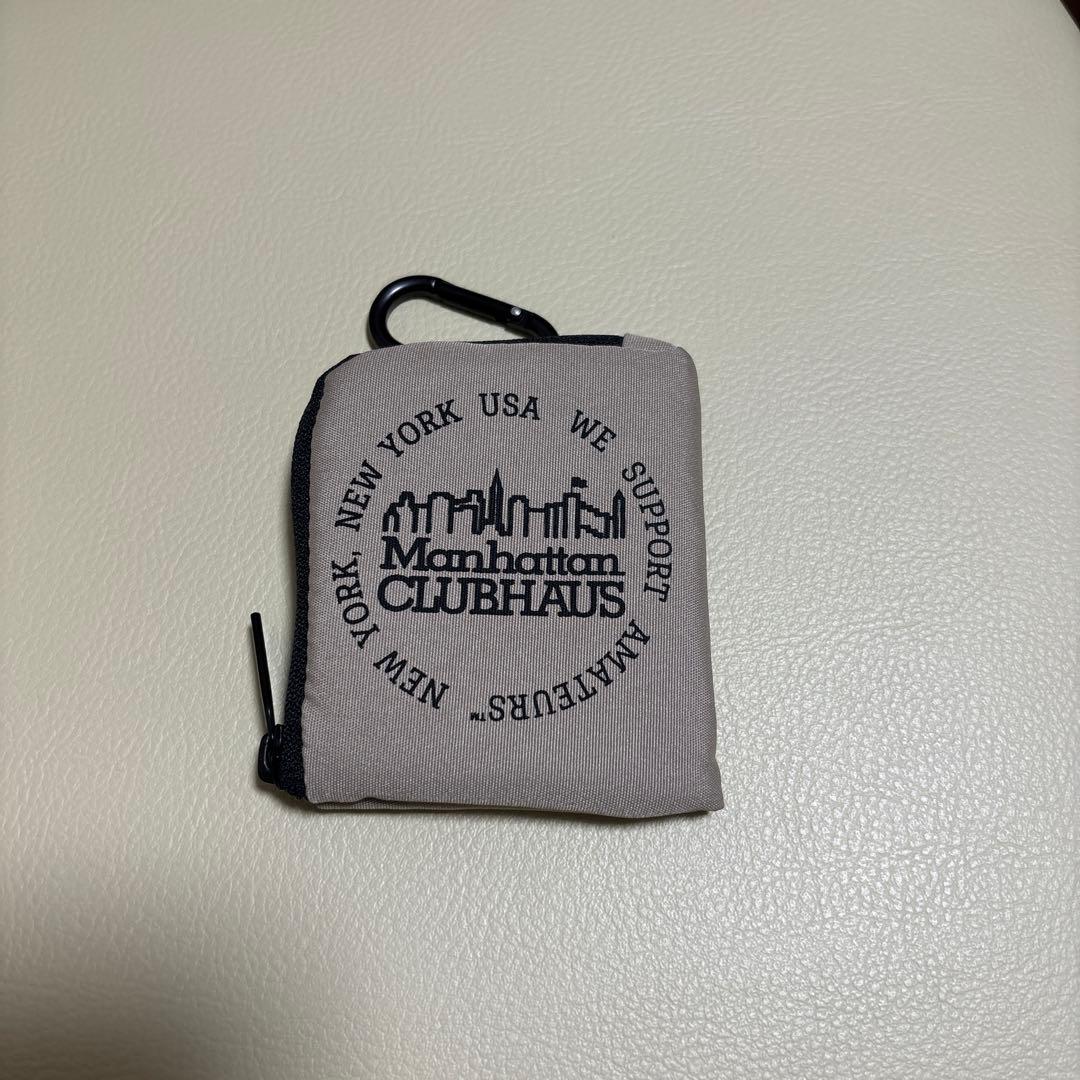 NEW YORK, NEW YORK USA WE SUPPORT AMATEURS™
Manhattan
CLUBHAUS